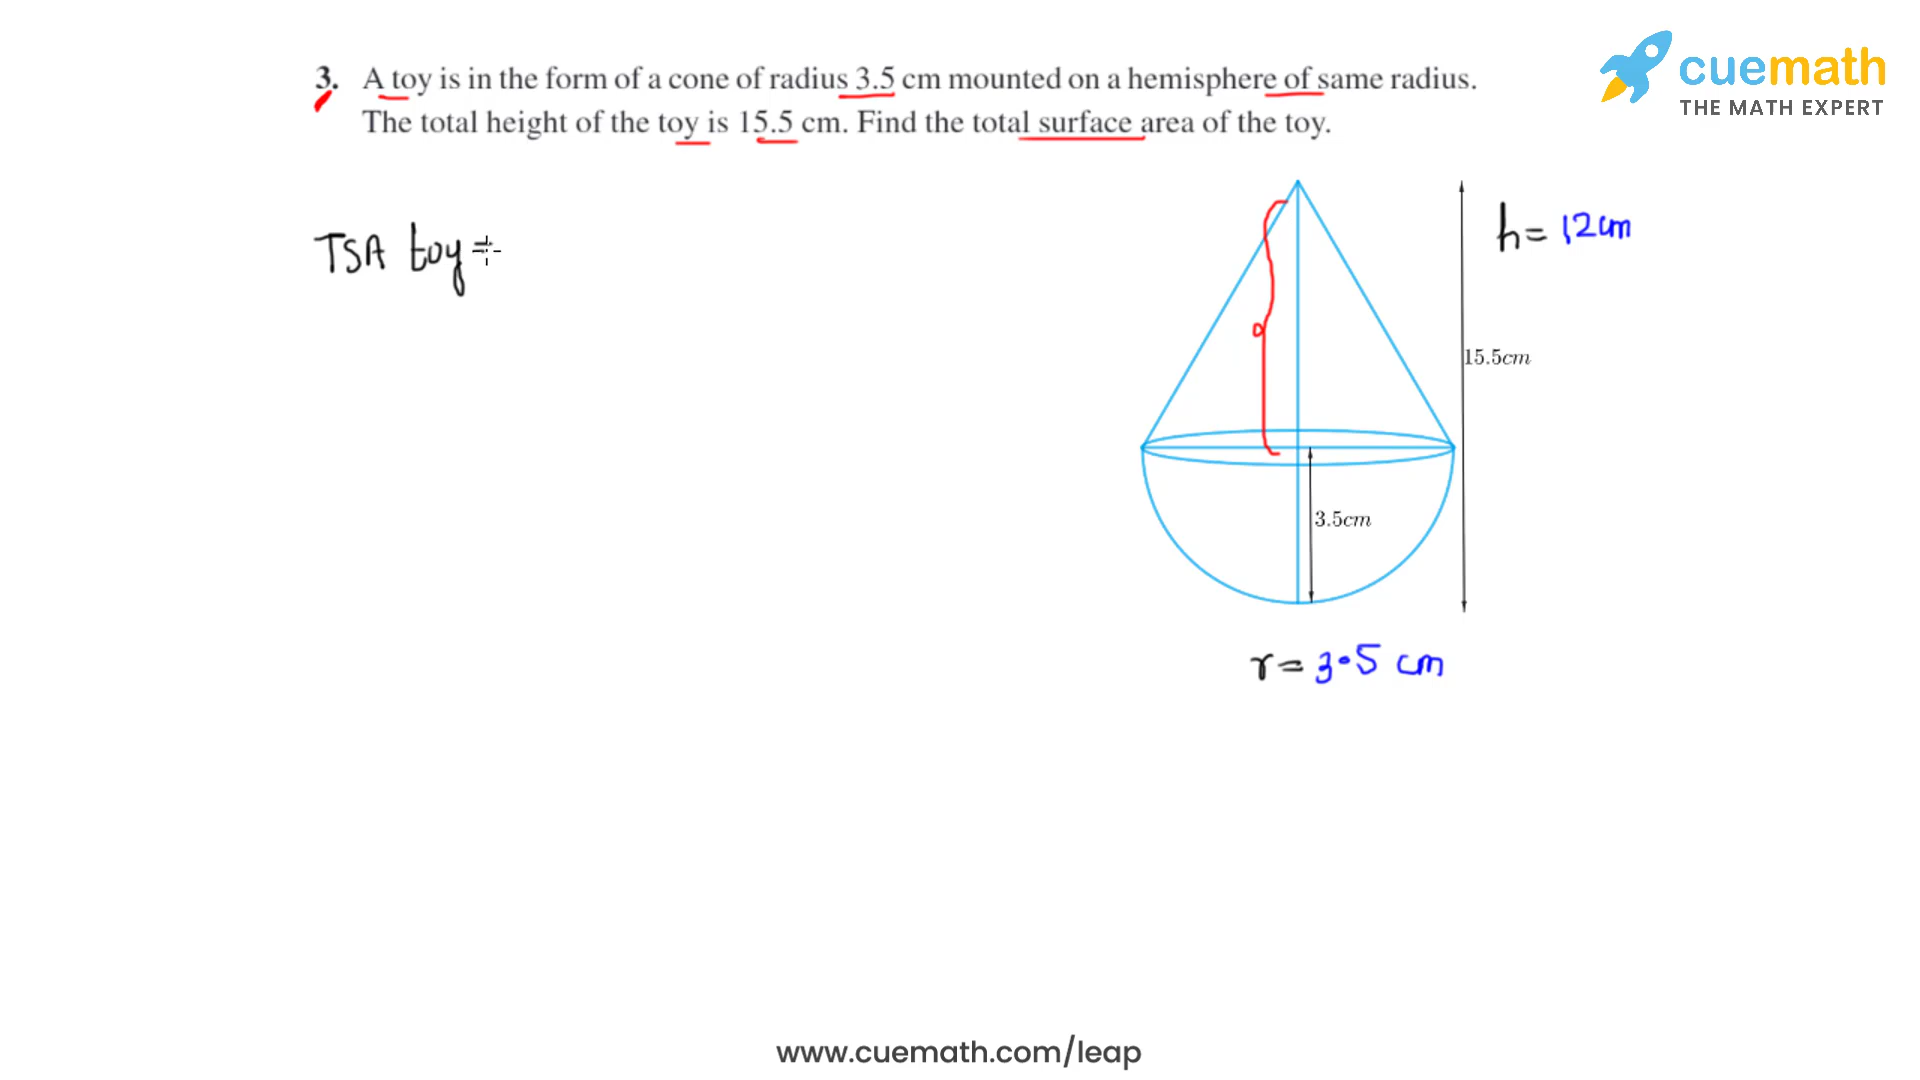 3. A toy is in the form of a cone of radius 3.5 cm mounted on a hemisphere of same radius.
The total height of the toy is 15.5 cm. Find the total surface area of the toy.
cuemath
THE MATH EXPERT
TSA toy =
h = 12cm
15.5cm
3.5cm
r = 3.5 cm
www.cuemath.com/leap